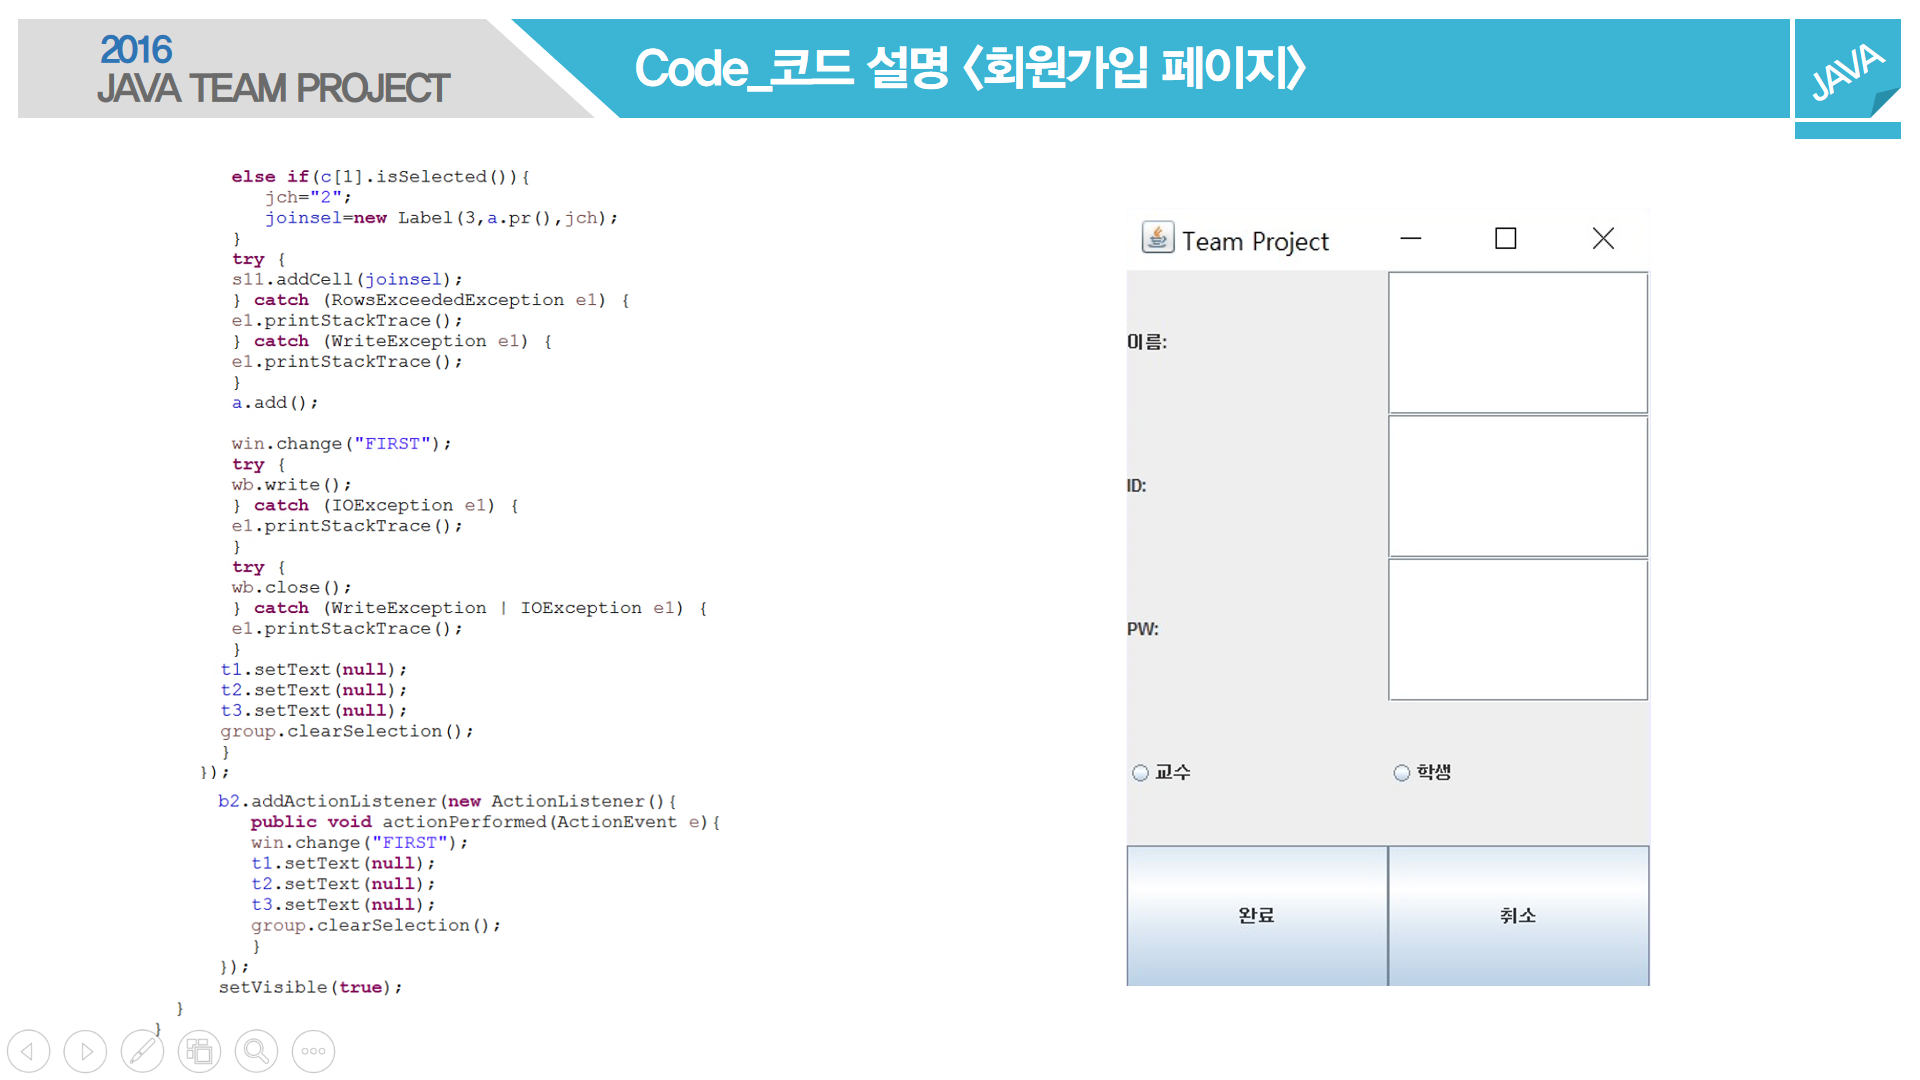 2016
JAVA TEAM PROJECT
Code_코드 설명 <회원가입 페이지>
JAVA
else if(c[1].isSelected()){
jch="2";
joinsel=new Label(3,a.pr(),jch);
}
try {
s11.addCell(joinsel);
} catch (RowsExceededException e1) {
e1.printStackTrace();
} catch (WriteException e1) {
e1.printStackTrace();
}
a.add();
win.change("FIRST");
try {
wb.write();
} catch (IOException e1) {
e1.printStackTrace();
}
try {
wb.close();
} catch (WriteException | IOException e1) {
e1.printStackTrace();
}
t1.setText(null);
t2.setText(null);
t3.setText(null);
group.clearSelection();
}
});
b2.addActionListener(new ActionListener(){
public void actionPerformed(ActionEvent e){
win.change("FIRST");
t1.setText(null);
t2.setText(null);
t3.setText(null);
group.clearSelection();
}
});
setVisible(true);
}
}
Team Project
이름:
ID:
PW:
교수 학생
완료 취소